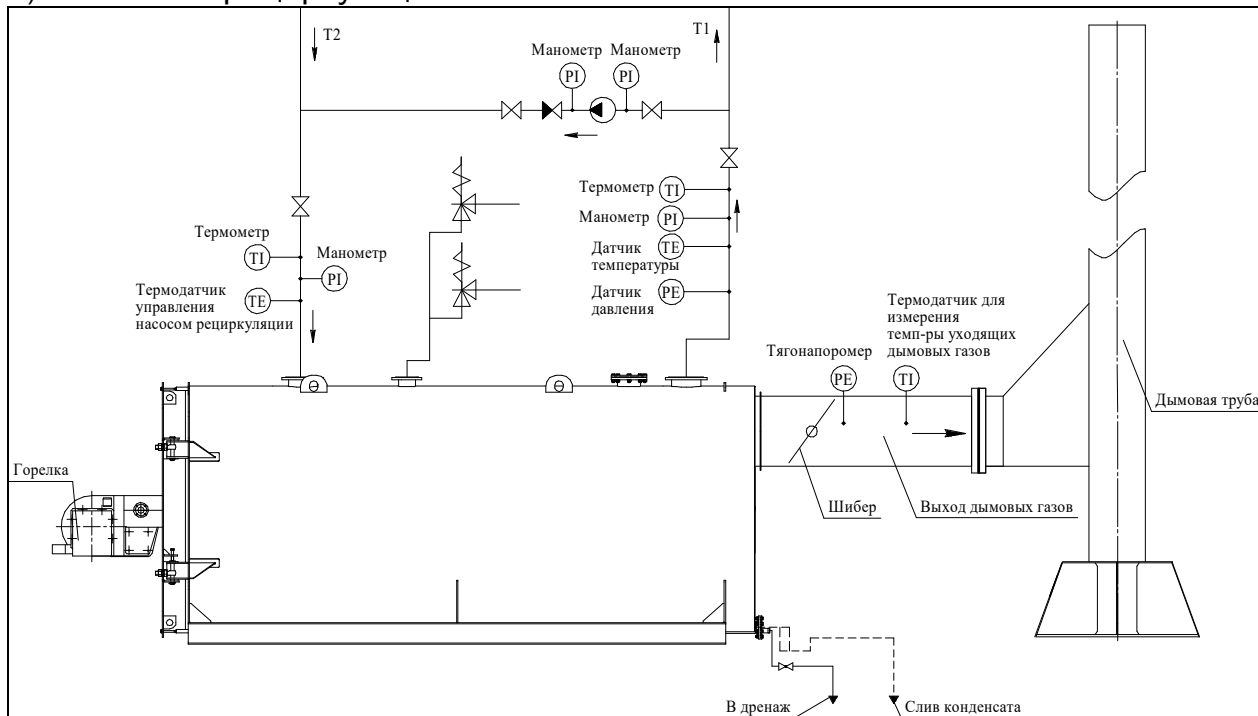 T2
T1
Манометр
Манометр
PI
PI
Термометр
TI
Манометр
PI
Датчик
температуры
TE
Датчик
давления
PE
Термометр
TI
Манометр
PI
Термодатчик
управления
насосом рециркуляции
TE
Термодатчик для
измерения
темп-ры уходящих
дымовых газов
Тягонапоромер
PE
TI
Дымовая труба
Горелка
Шибер
Выход дымовых газов
В дренаж
Слив конденсата